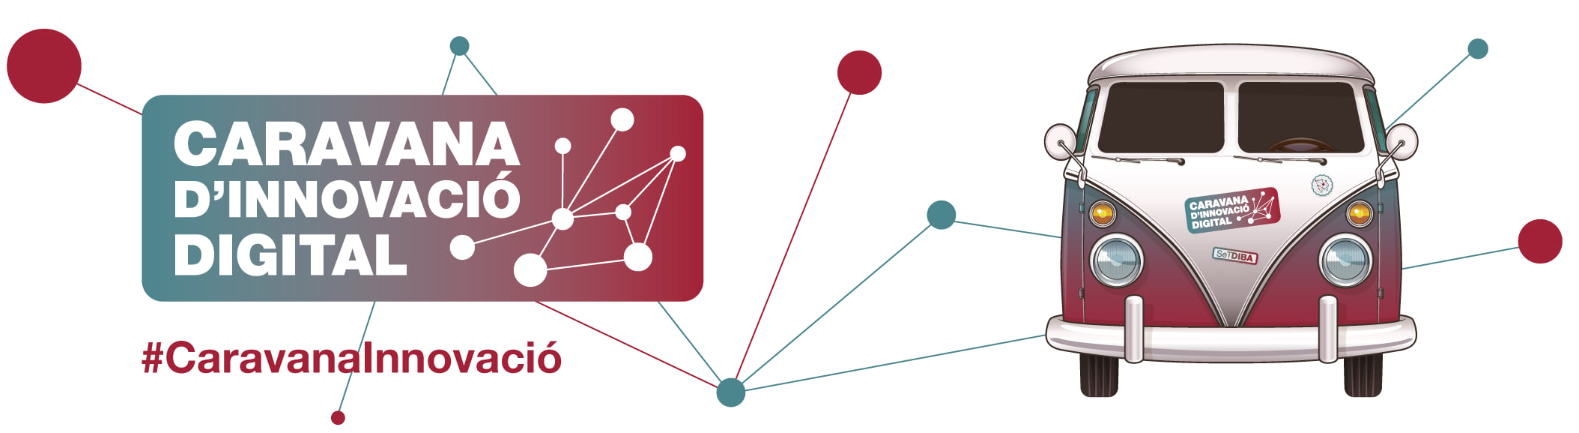 CARAVANA
D'INNOVACIÓ
DIGITAL
#CaravanaInnovació
CARAVANA
D'INNOVACIÓ
DIGITAL
SeTDIBA